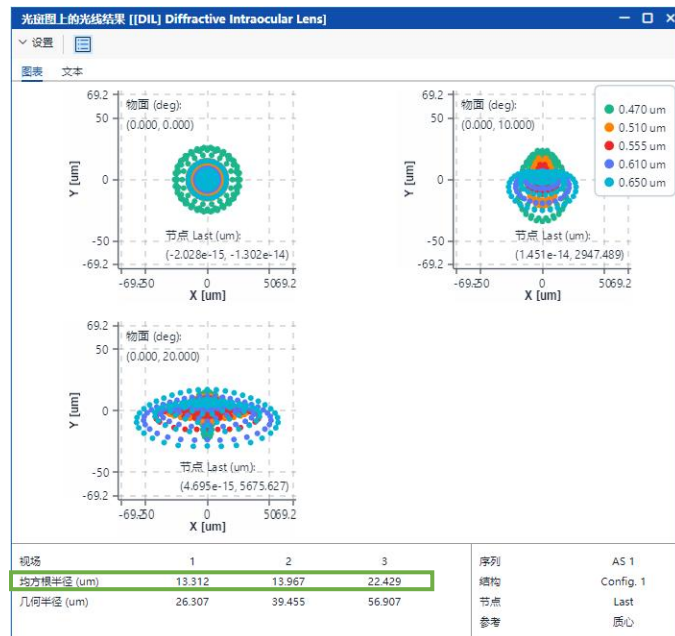 光斑图上的光线结果 [[DIL] Diffractive Intraocular Lens]
设置
图表 文本
69.2
50
0
-50
-69.2
Y [um]
物面 (deg):
(0.000, 0.000)
节点 Last (um):
(-2.028e-15, -1.302e-14)
-69.2-50 0 5069.2
X [um]
69.2
50
0
-50
-69.2
Y [um]
物面 (deg):
(0.000, 10.000)
节点 Last (um):
(1.451e-14, 2947.489)
-69.2-50 0 5069.2
X [um]
0.470 um
0.510 um
0.555 um
0.610 um
0.650 um
69.2
50
0
-50
-69.2
Y [um]
物面 (deg):
(0.000, 20.000)
节点 Last (um):
(4.695e-15, 5675.627)
-69.2-50 0 5069.2
X [um]
视场 1 2 3
均方根半径 (um) 13.312 13.967 22.429
几何半径 (um) 26.307 39.455 56.907
序列 AS 1
结构 Config. 1
节点 Last
参考 质心